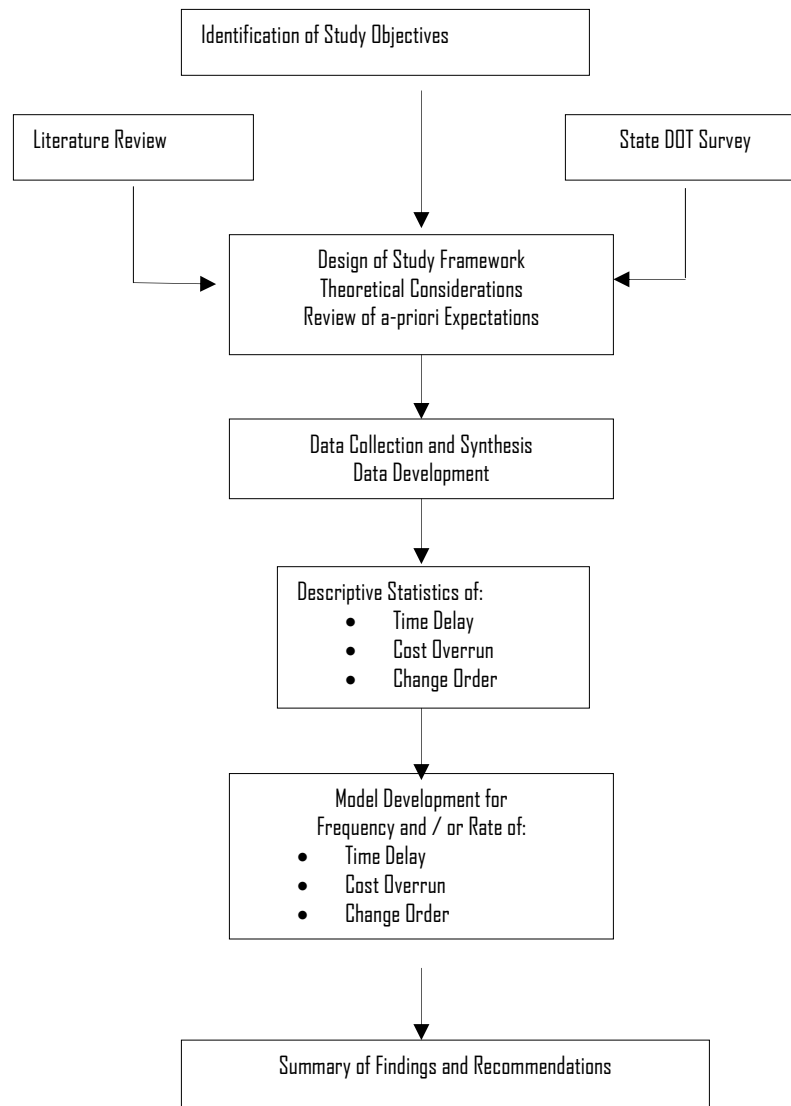 Identification of Study Objectives
Literature Review
State DOT Survey
Design of Study Framework
Theoretical Considerations
Review of a-priori Expectations
Data Collection and Synthesis
Data Development
Descriptive Statistics of:
• Time Delay
• Cost Overrun
• Change Order
Model Development for
Frequency and / or Rate of:
• Time Delay
• Cost Overrun
• Change Order
Summary of Findings and Recommendations